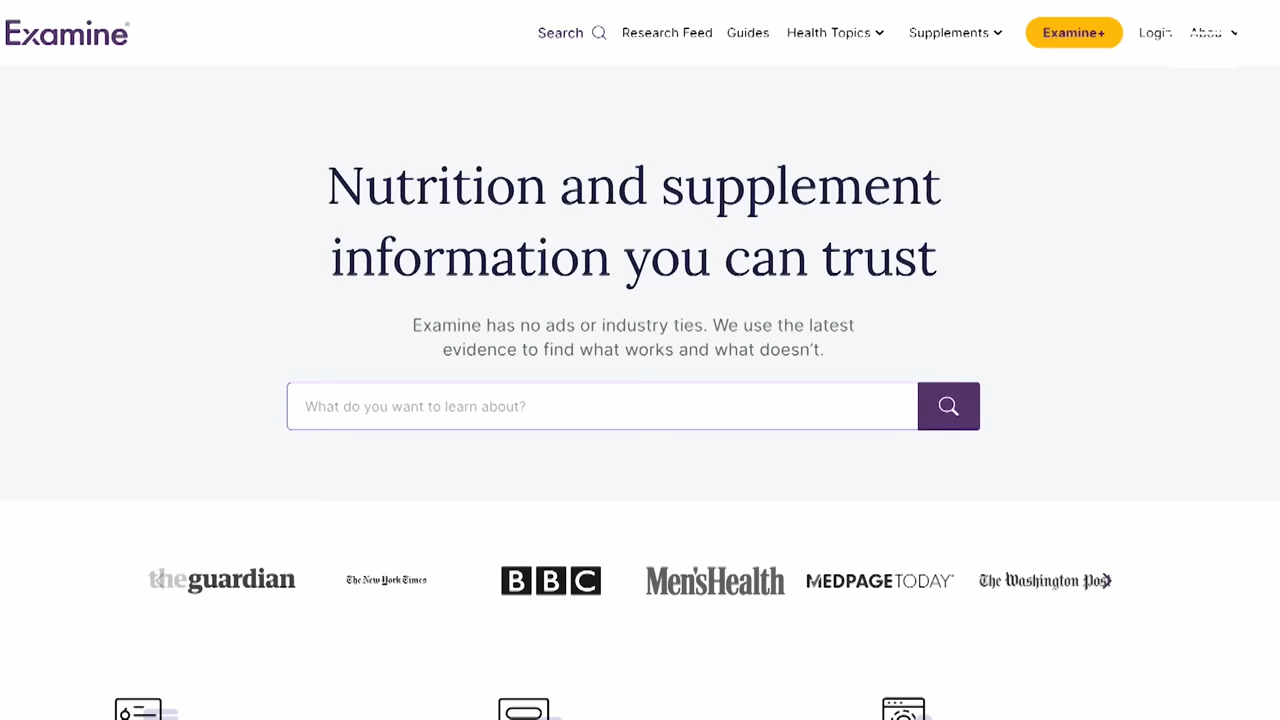 Examine®
Search
Research Feed
Guides
Health Topics
Supplements
Examine+
Login
Nutrition and supplement
information you can trust
Examine has no ads or industry ties. We use the latest
evidence to find what works and what doesn't.
What do you want to learn about?
theguardian
The New York Times
BBC
Men'sHealth
MEDPAGE TODAY
The Washington Post